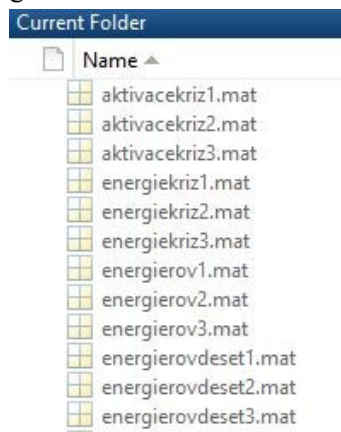 Current Folder
Name
aktivacekriz1.mat
aktivacekriz2.mat
aktivacekriz3.mat
energiekriz1.mat
energiekriz2.mat
energiekriz3.mat
energierov1.mat
energierov2.mat
energierov3.mat
energierovdeset1.mat
energierovdeset2.mat
energierovdeset3.mat